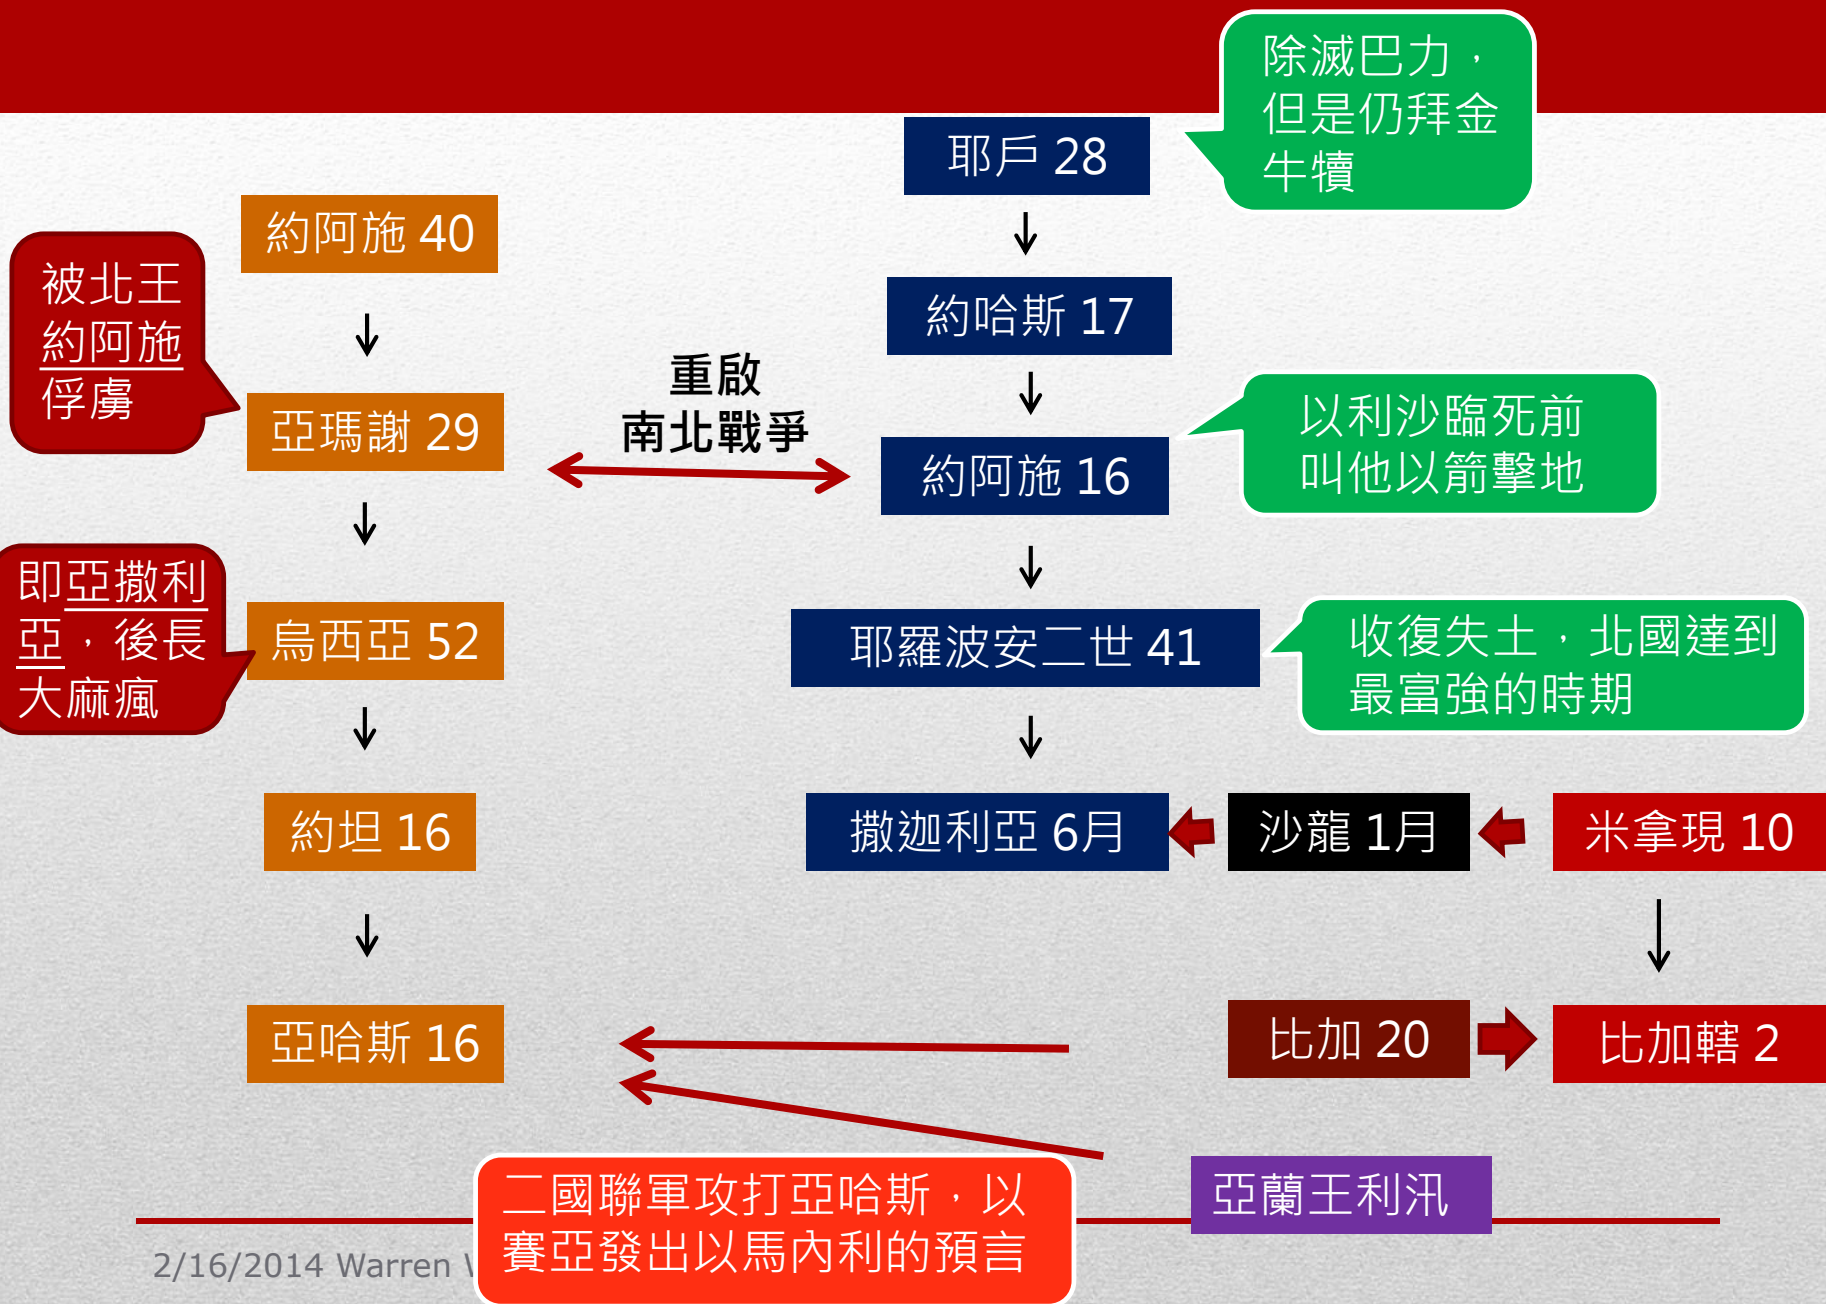 除滅巴力，
但是仍拜金
牛犢
耶戶 28
約阿施 40
被北王
約阿施
俘虜
約哈斯 17
重啟
南北戰爭
亞瑪謝 29
約阿施 16
以利沙臨死前
叫他以箭擊地
即亞撒利
亞，後長
大麻瘋
烏西亞 52
耶羅波安二世 41
收復失土，北國達到
最富強的時期
約坦 16
撒迦利亞 6月
沙龍 1月
米拿現 10
亞哈斯 16
比加 20
比加轄 2
二國聯軍攻打亞哈斯，以
賽亞發出以馬內利的預言
亞蘭王利汛
2/16/2014 Warren